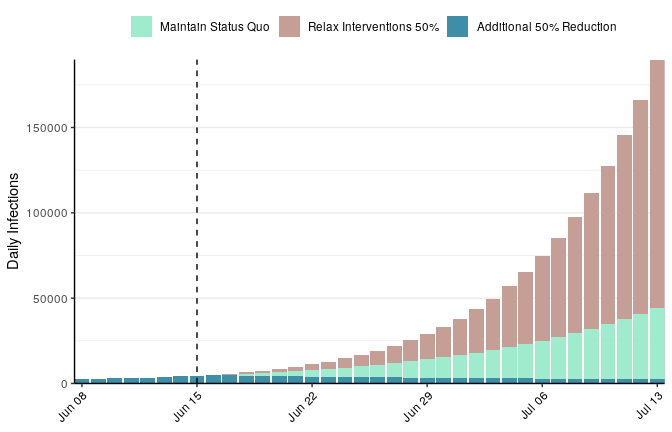 Maintain Status Quo
Relax Interventions 50%
Additional 50% Reduction
Daily Infections
150000
100000
50000
0
Jun 08
Jun 15
Jun 22
Jun 29
Jul 06
Jul 13